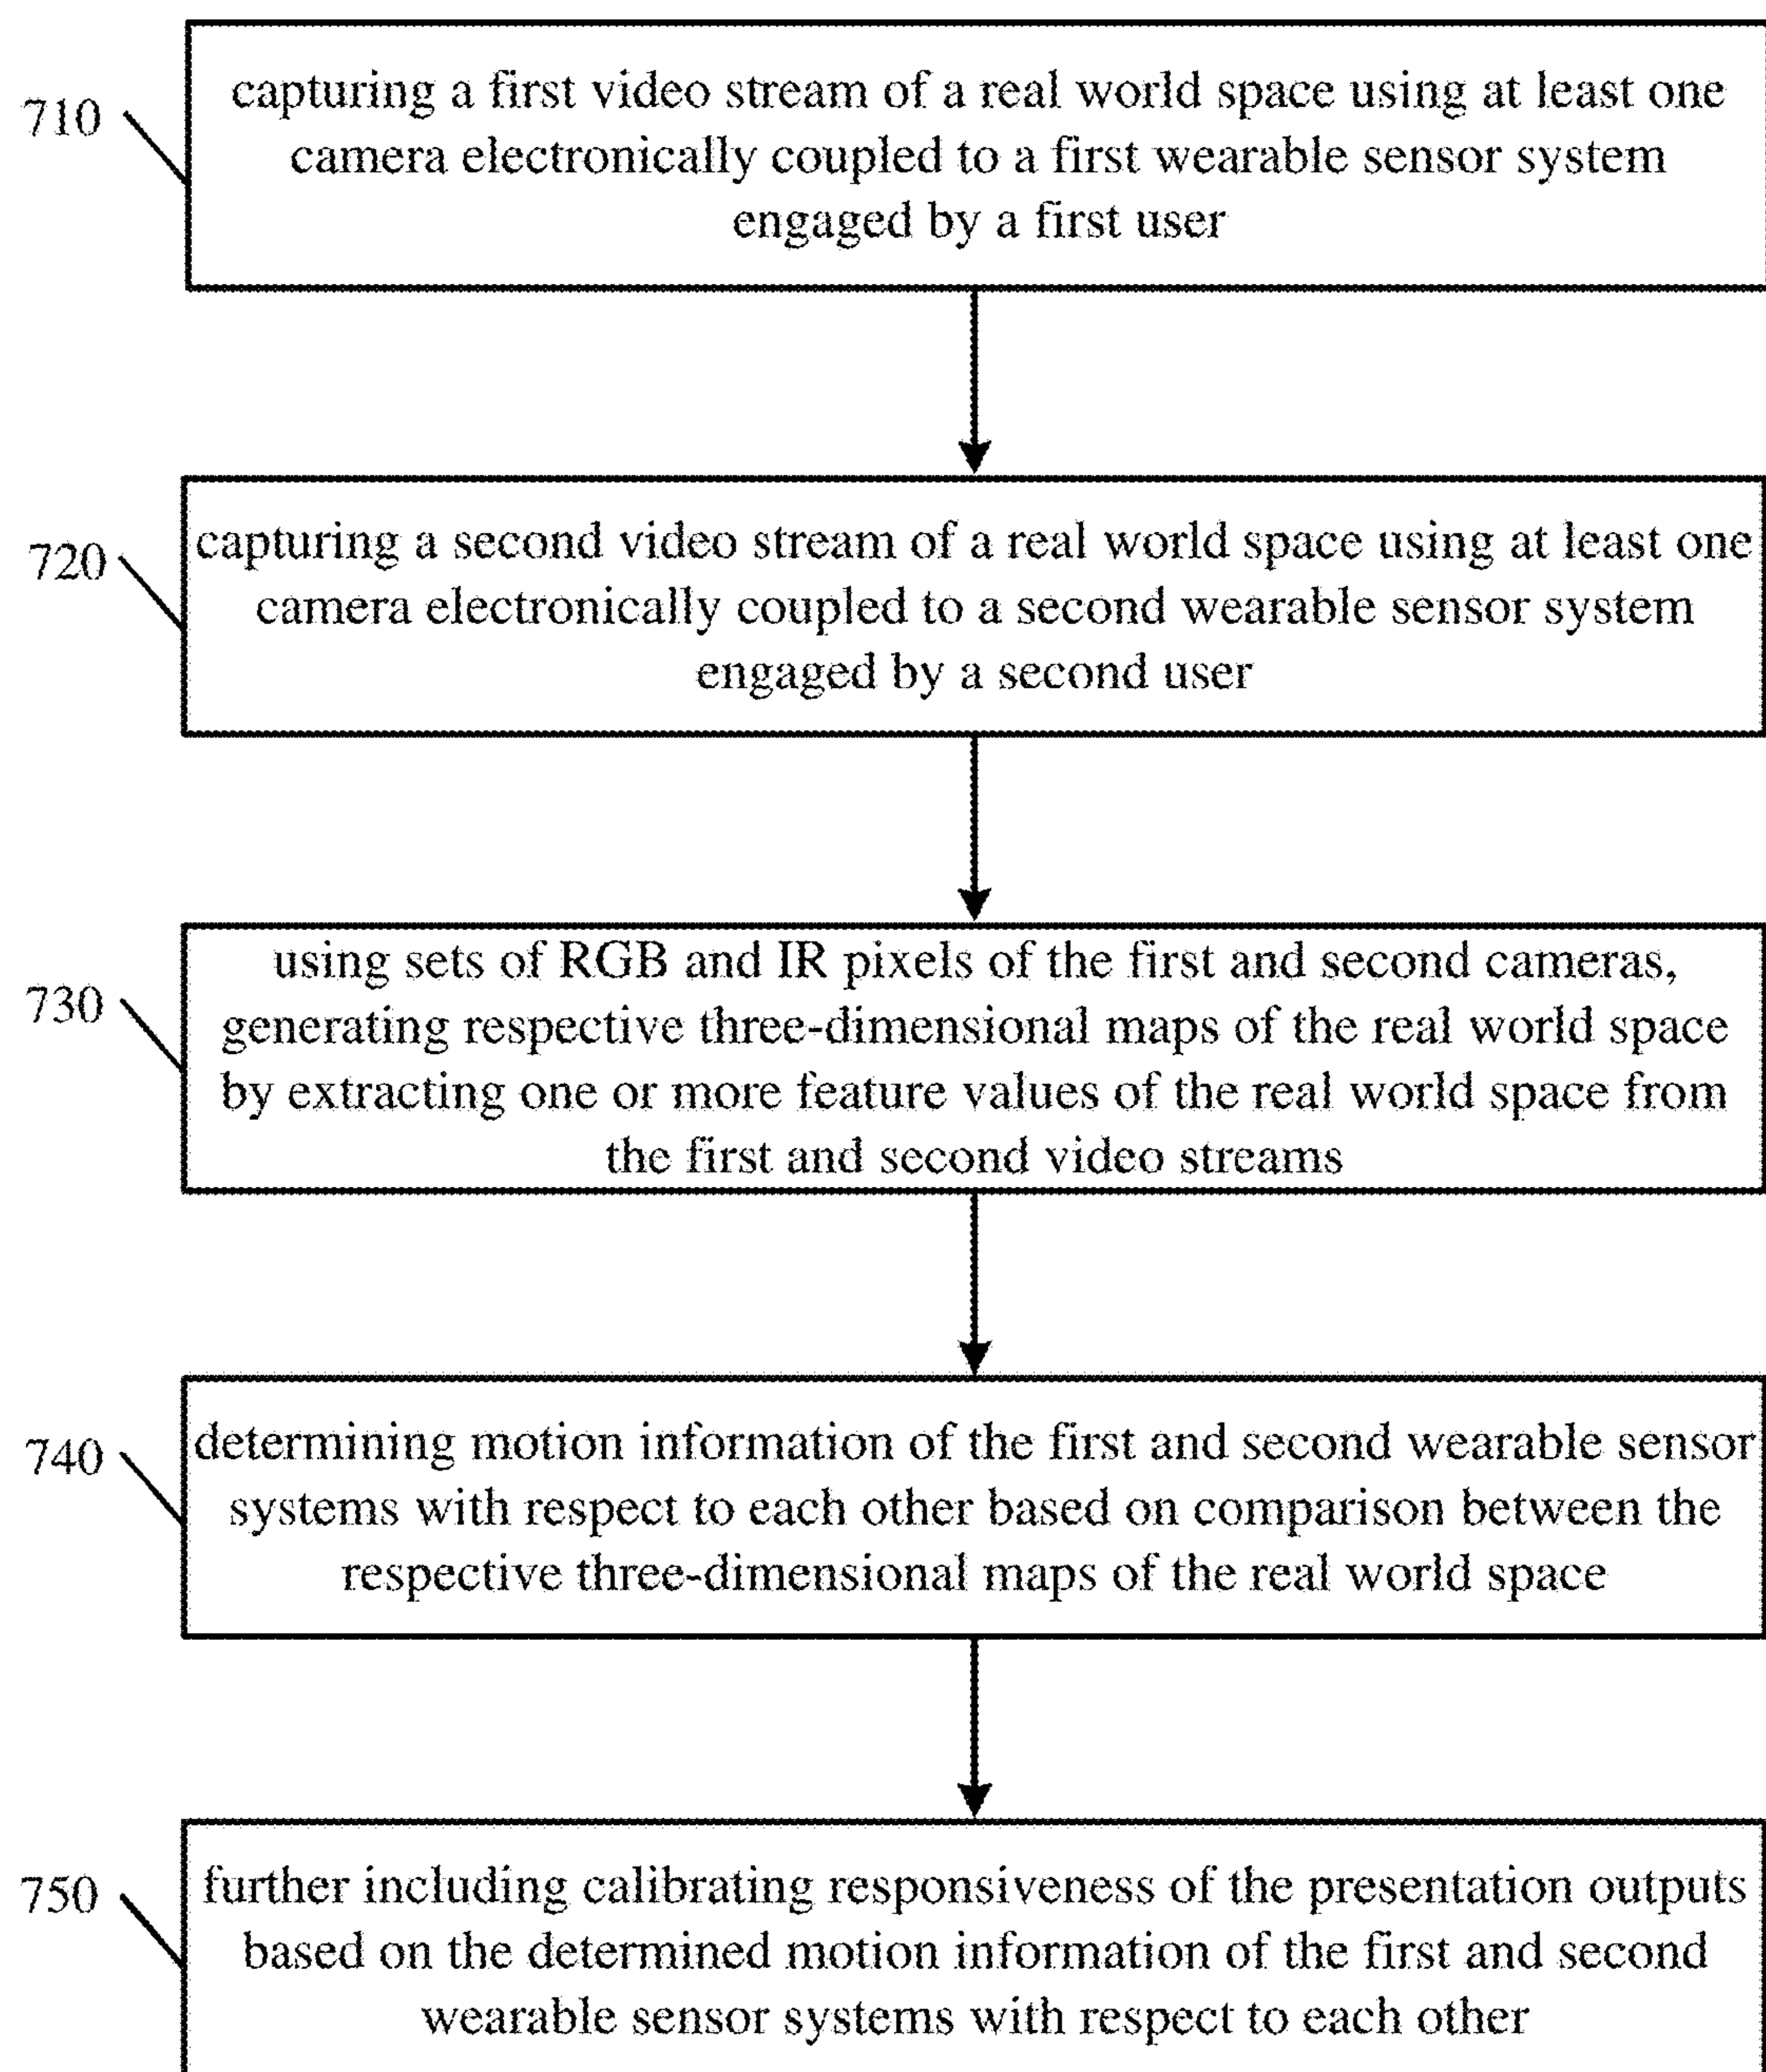 710
capturing a first video stream of a real world space using at least one
camera electronically coupled to a first wearable sensor system
engaged by a first user
720
capturing a second video stream of a real world space using at least one
camera electronically coupled to a second wearable sensor system
engaged by a second user
730
using sets of RGB and IR pixels of the first and second cameras,
generating respective three-dimensional maps of the real world space
by extracting one or more feature values of the real world space from
the first and second video streams
740
determining motion information of the first and second wearable sensor
systems with respect to each other based on comparison between the
respective three-dimensional maps of the real world space
750
further including calibrating responsiveness of the presentation outputs
based on the determined motion information of the first and second
wearable sensor systems with respect to each other